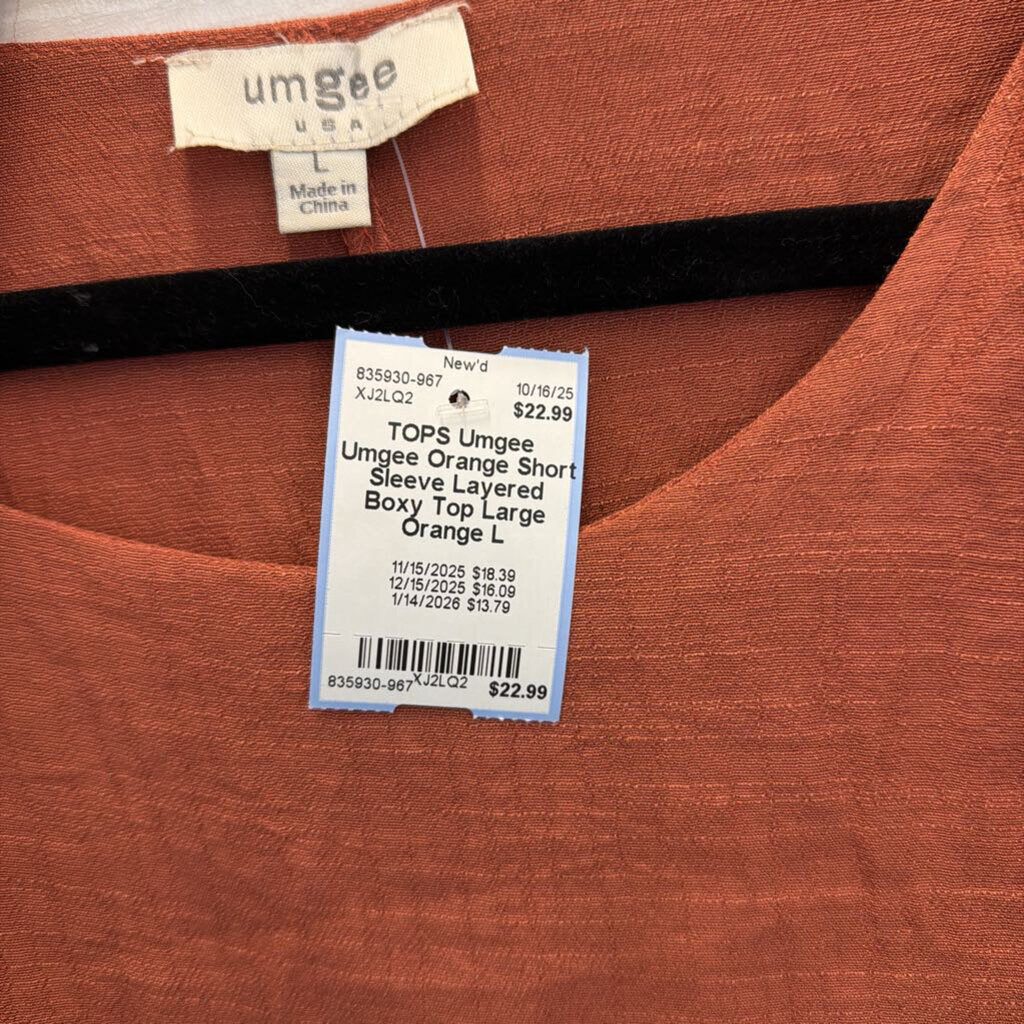 umgee
USA
L
Made in
China
New'd
835930-967
10/16/25
XJ2LQ2
$22.99
TOPS Umgee
Umgee Orange Short
Sleeve Layered
Boxy Top Large
Orange L
11/15/2025 $18.39
12/15/2025 $16.09
1/14/2026 $13.79
835930-967 XJ2LQ2 $22.99